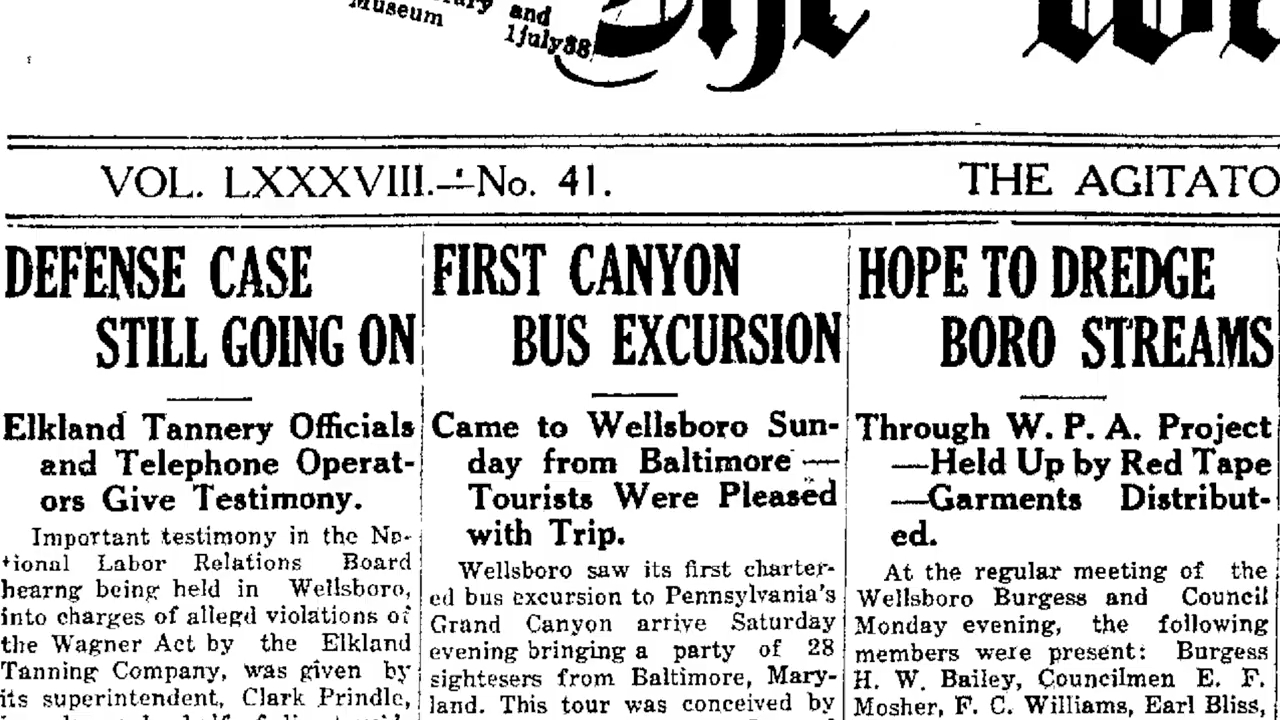 and
Museum
1july38
The
VOL. LXXXVIII.—No. 41.
THE AGITATO
DEFENSE CASE
STILL GOING ON
Elkland Tannery Officials
and Telephone Operat-
ors Give Testimony.
Important testimony in the Na-
tional Labor Relations Board
hearng being held in Wellsboro,
into charges of allegd violations of
the Wagner Act by the Elkland
Tanning Company, was given by
its superintendent, Clark Prindle,
FIRST CANYON
BUS EXCURSION
Came to Wellsboro Sun-
day from Baltimore —
Tourists Were Pleased
with Trip.
Wellsboro saw its first charter-
ed bus excursion to Pennsylvania's
Grand Canyon arrive Saturday
evening bringing a party of 28
sightesers from Baltimore, Mary-
land. This tour was conceived by
HOPE TO DREDGE
BORO STREAMS
Through W. P. A. Project
—Held Up by Red Tape
—Garments Distribut-
ed.
At the regular meeting of the
Wellsboro Burgess and Council
Monday evening, the following
members were present: Burgess
H. W. Bailey, Councilmen E. F.
Mosher, F. C. Williams, Earl Bliss,